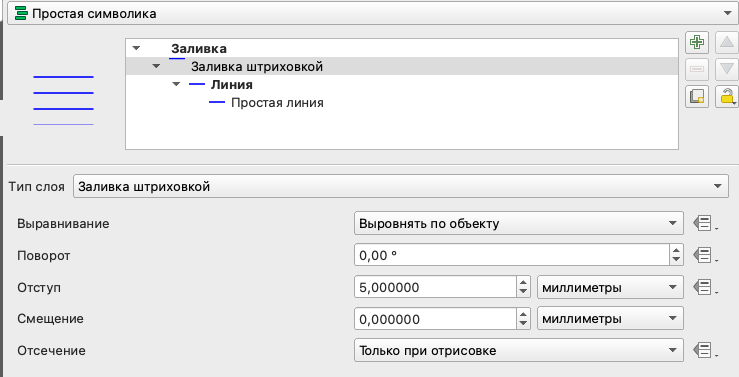 Простая символика
Заливка
Заливка штриховкой
Линия
Простая линия
Тип слоя Заливка штриховкой
Выравнивание Выровнять по объекту
Поворот 0,00 °
Отступ 5,000000 миллиметры
Смещение 0,000000 миллиметры
Отсечение Только при отрисовке